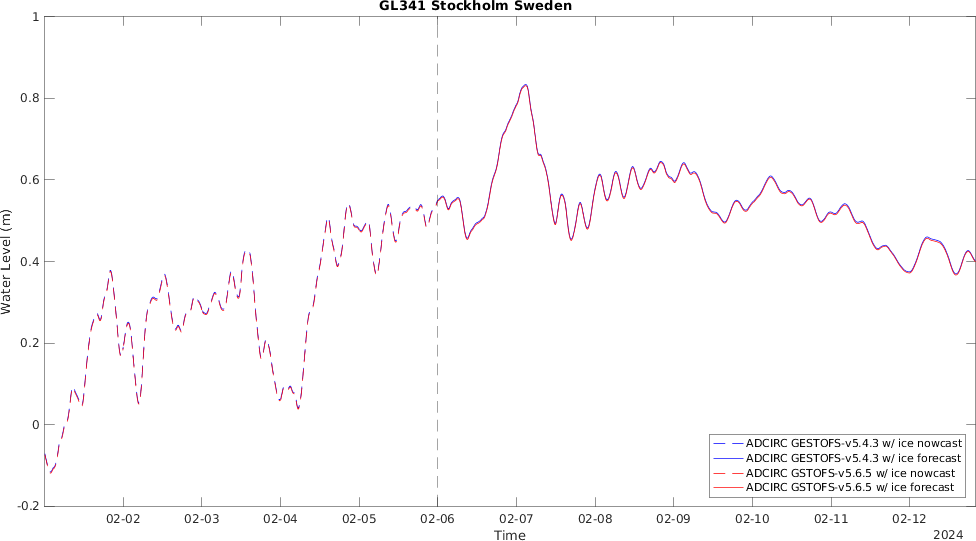 GL341 Stockholm Sweden
1
0.8
0.6
0.4
0.2
0
-0.2
Water Level (m)
ADCIRC GESTOFS-v5.4.3 w/ ice nowcast
ADCIRC GESTOFS-v5.4.3 w/ ice forecast
ADCIRC GSTOFS-v5.6.5 w/ ice nowcast
ADCIRC GSTOFS-v5.6.5 w/ ice forecast
02-02 02-03 02-04 02-05 02-06 02-07 02-08 02-09 02-10 02-11 02-12
Time
2024